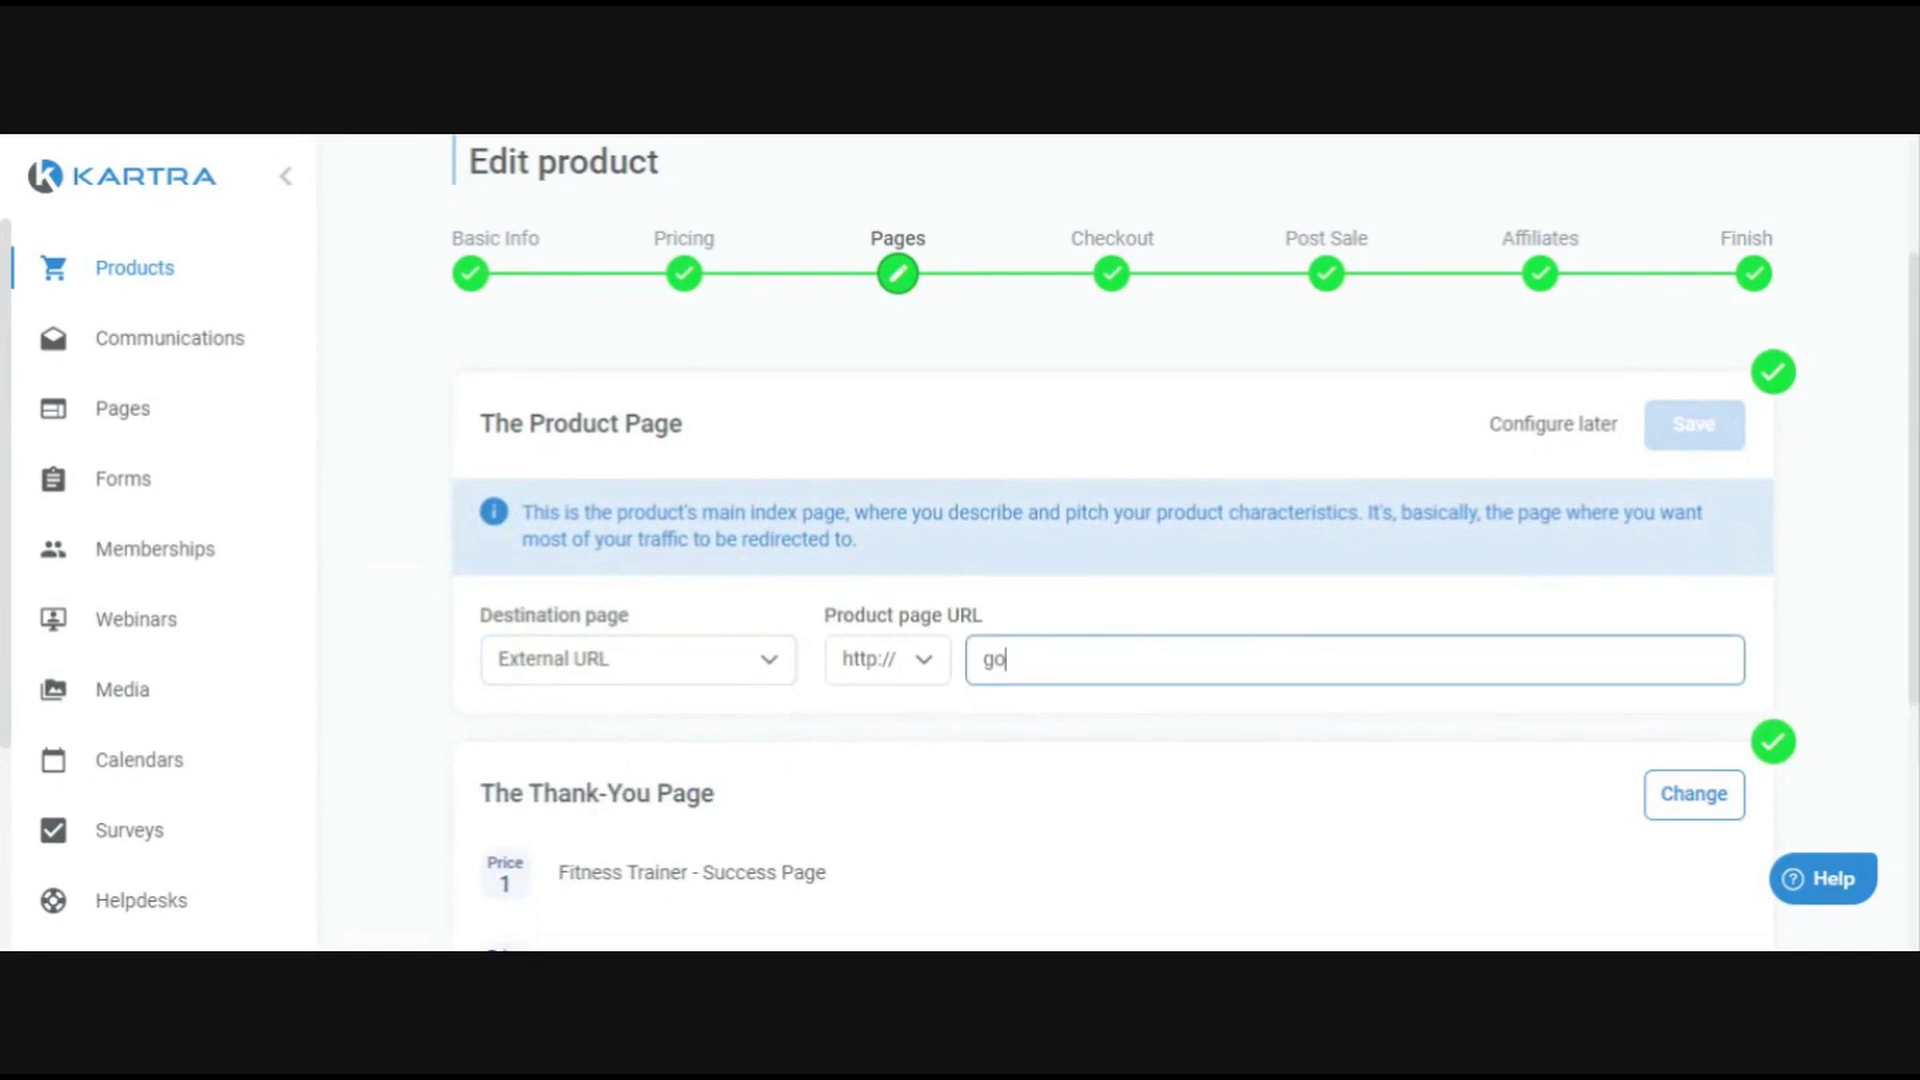 Edit product
KARTRA
Basic Info
Pricing
Pages
Checkout
Post Sale
Affiliates
Finish
Products
Communications
Pages
Forms
Memberships
Webinars
Media
Calendars
Surveys
Helpdesks
The Product Page
Configure later
Save
This is the product's main index page, where you describe and pitch your product characteristics. It's, basically, the page where you want
most of your traffic to be redirected to.
Destination page
Product page URL
External URL
http://
go
The Thank-You Page
Change
Price
1
Fitness Trainer - Success Page
Help